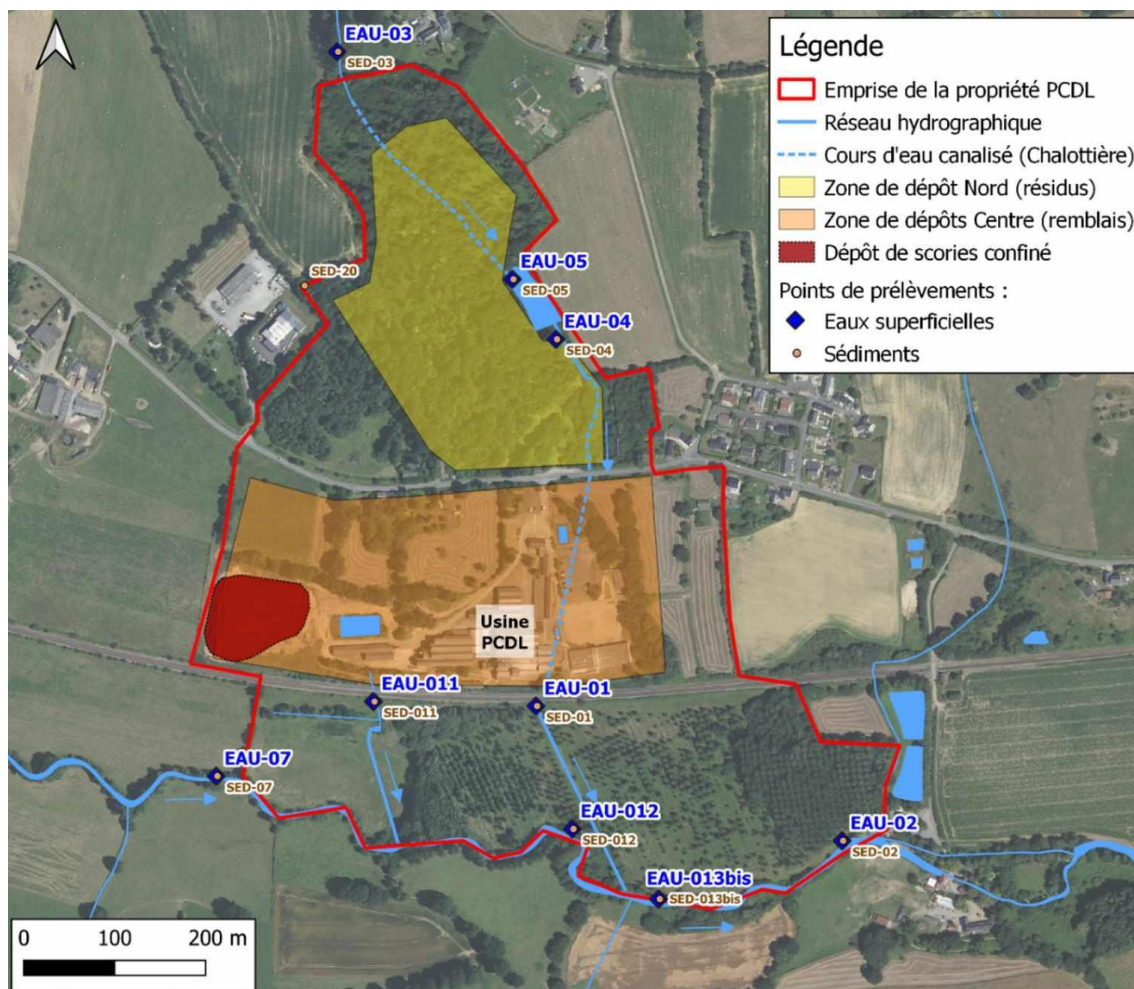 EAU-03
SED-03
Légende
Emprise de la propriété PCDL
Réseau hydrographique
Cours d'eau canalisé (Chalottière)
Zone de dépôt Nord (résidus)
Zone de dépôts Centre (remblais)
Dépôt de scories confiné
Points de prélèvements :
Eaux superficielles
Sédiments
EAU-05
SED-05
SED-20
EAU-04
SED-04
Usine
PCDL
EAU-011
SED-011
EAU-01
SED-01
EAU-07
SED-07
EAU-012
SED-012
EAU-02
SED-02
EAU-013bis
SED-013bis
0 100 200 m